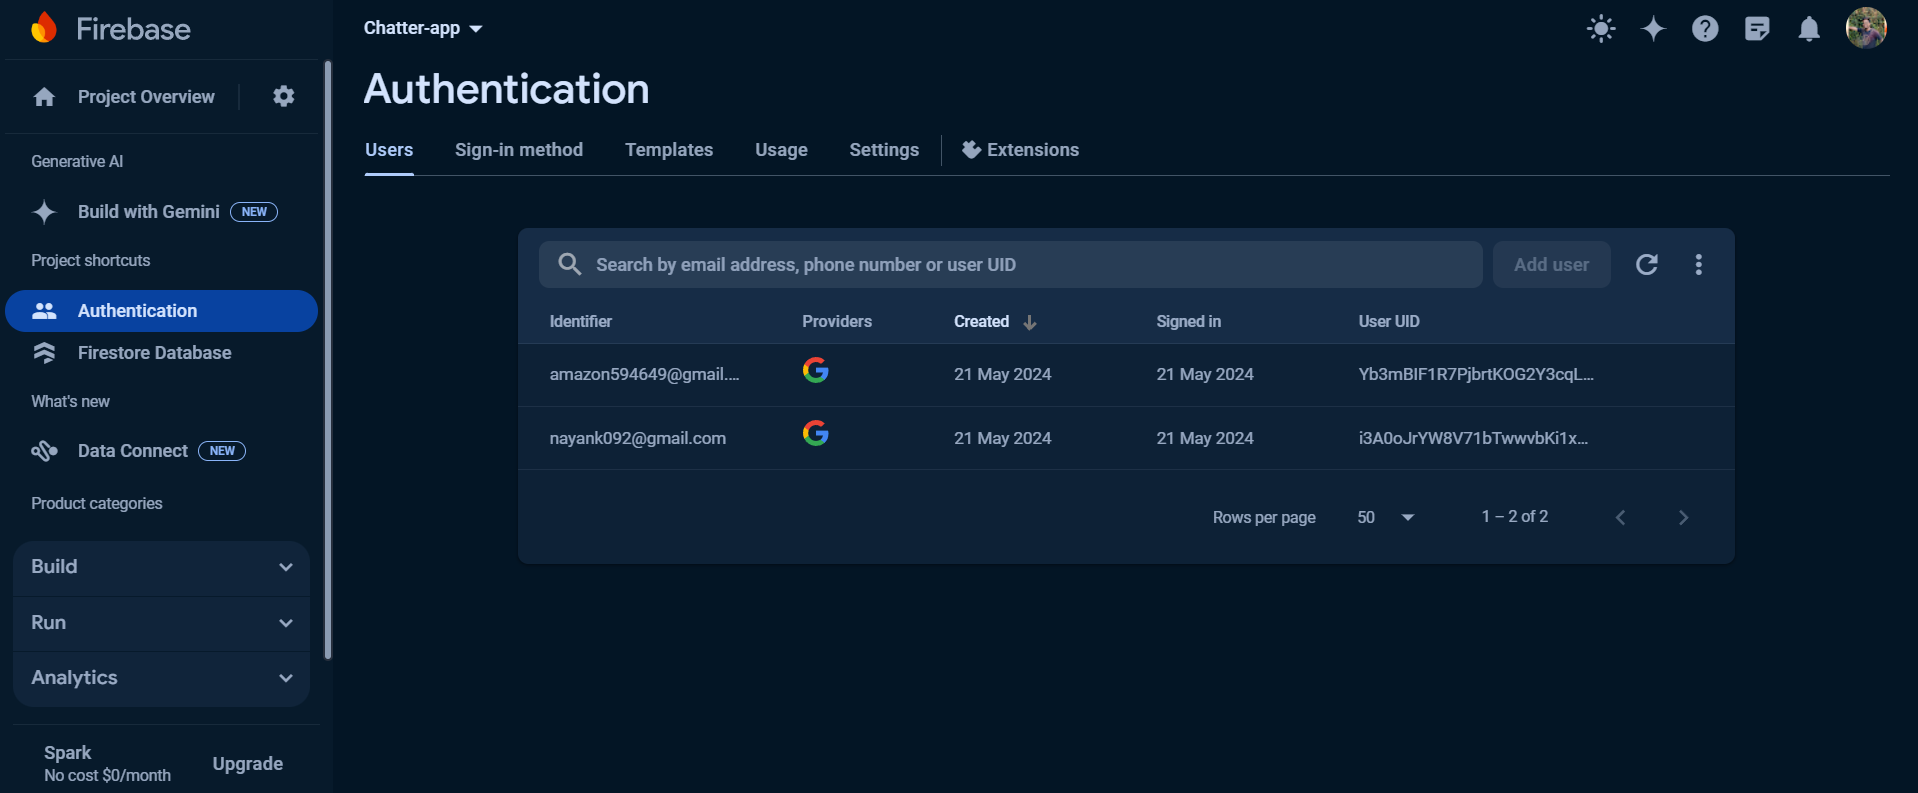 Firebase
Chatter-app
Project Overview
Authentication
Users Sign-in method Templates Usage Settings Extensions
Generative AI
Build with Gemini NEW
Project shortcuts
Authentication
Firestore Database
What's new
Data Connect NEW
Product categories
Build
Run
Analytics
Spark
No cost $0/month
Upgrade
Search by email address, phone number or user UID
Add user
Identifier Providers Created Signed in User UID
amazon594649@gmail.... 21 May 2024 21 May 2024 Yb3mBIF1R7PjbrtKOG2Y3cqL...
nayank092@gmail.com 21 May 2024 21 May 2024 i3A0oJrYW8V71bTwwvbKi1x...
Rows per page 50 1 – 2 of 2